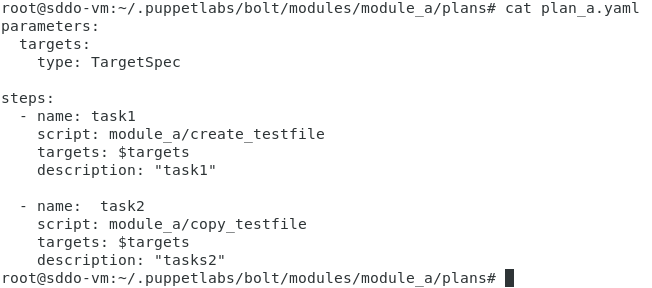 root@sddo-vm:~/.puppetlabs/bolt/modules/module_a/plans# cat plan_a.yaml
parameters:
  targets:
    type: TargetSpec

steps:
  - name: task1
    script: module_a/create_testfile
    targets: $targets
    description: "task1"

  - name:  task2
    script: module_a/copy_testfile
    targets: $targets
    description: "tasks2"
root@sddo-vm:~/.puppetlabs/bolt/modules/module_a/plans#